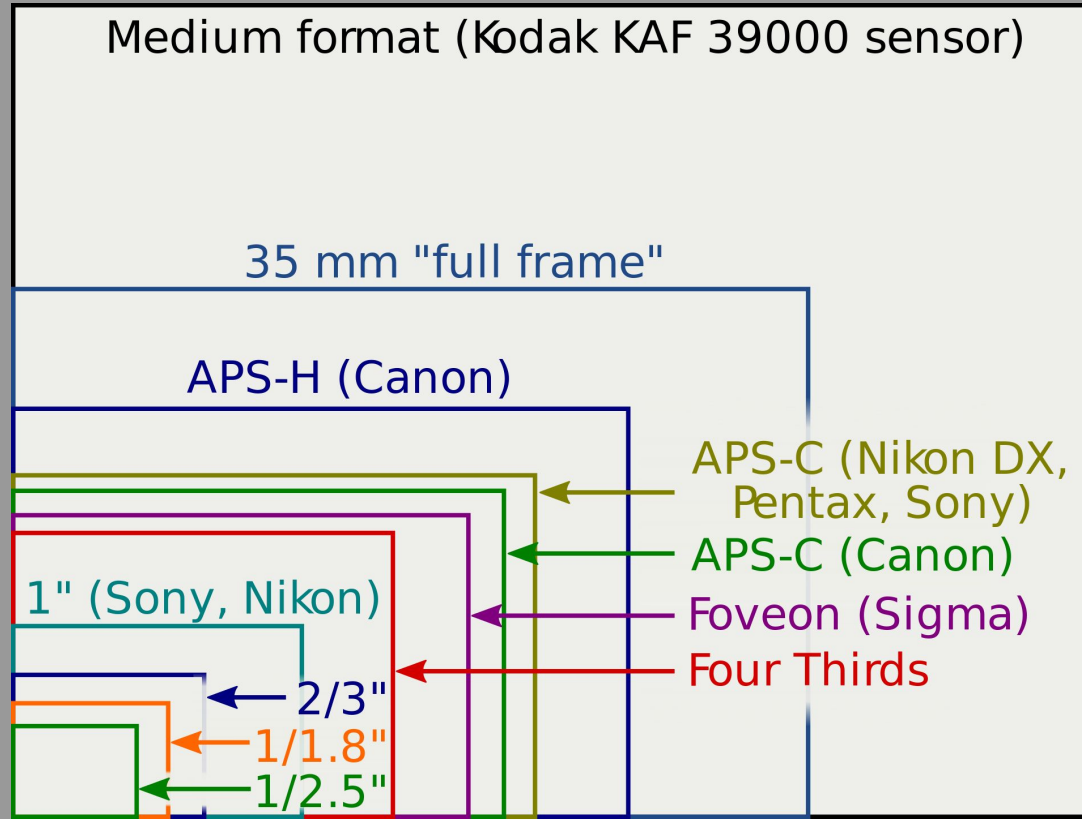 Medium format (Kodak KAF 39000 sensor)
35 mm "full frame"
APS-H (Canon)
APS-C (Nikon DX,
Pentax, Sony)
APS-C (Canon)
1" (Sony, Nikon)
Foveon (Sigma)
Four Thirds
2/3"
1/1.8"
1/2.5"